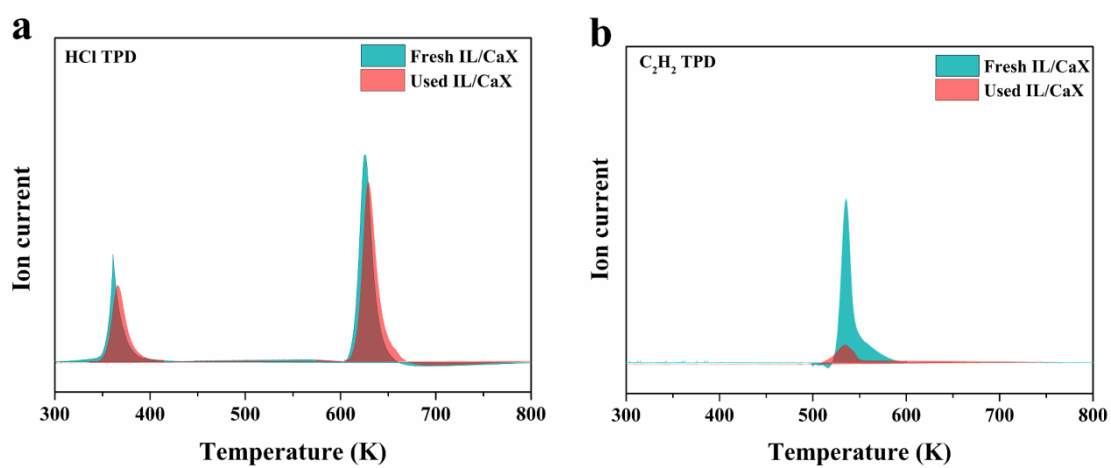 a
HCl TPD
Fresh IL/CaX
Used IL/CaX
Ion current
300 400 500 600 700 800
Temperature (K)
b
C₂H₂ TPD
Fresh IL/CaX
Used IL/CaX
Ion current
300 400 500 600 700 800
Temperature (K)